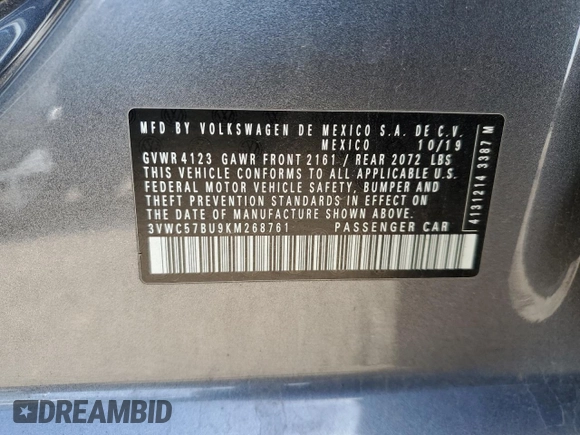 MFD BY VOLKSWAGEN DE MEXICO S.A. DE C.V.
MEXICO 10/19
GVWR 4123 GAWR FRONT 2161 / REAR 2072 LBS
THIS VEHICLE CONFORMS TO ALL APPLICABLE U.S.
FEDERAL MOTOR VEHICLE SAFETY, BUMPER AND
THEFT PREVENTION STANDARDS IN EFFECT ON
THE DATE OF MANUFACTURE SHOWN ABOVE.
3VWC57BU9KM268761 PASSENGER CAR
4131214 3387 M
DREAMBID